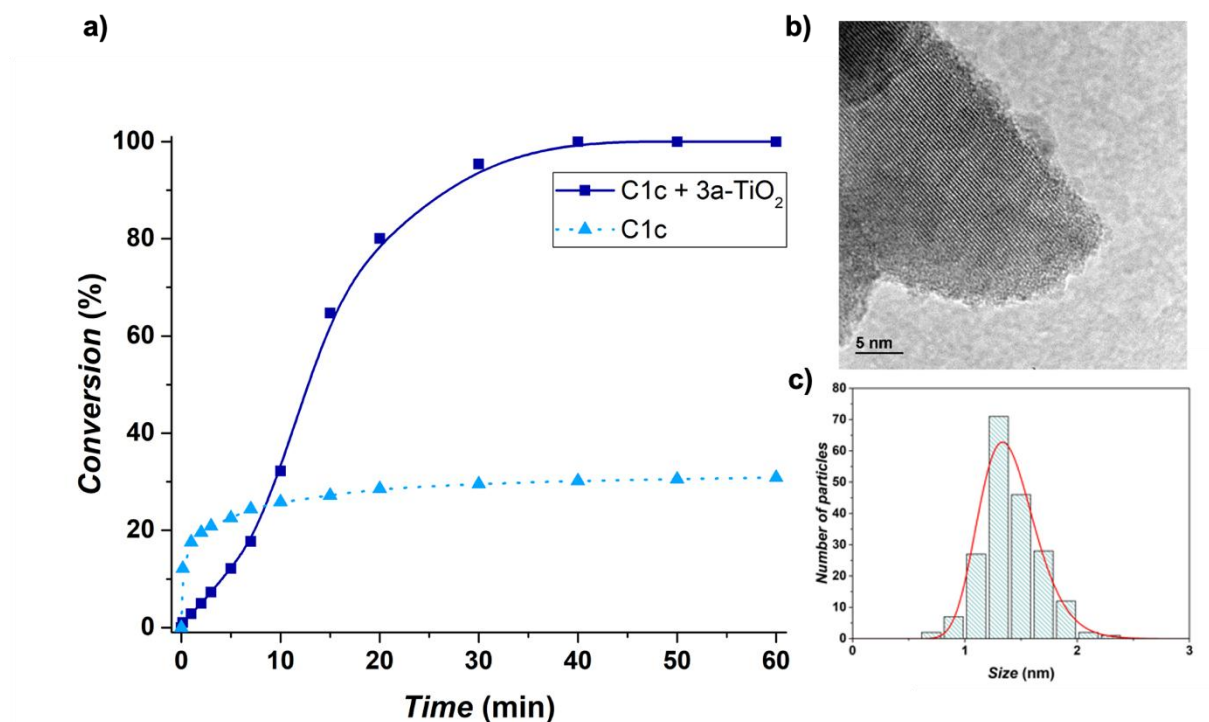 a)
Conversion (%)
100
80
60
40
20
0
0 10 20 30 40 50 60
Time (min)
C1c + 3a-TiO₂
C1c
b)
5 nm
c)
Number of particles
80
70
60
50
40
30
20
10
0
0 1 2 3
Size (nm)